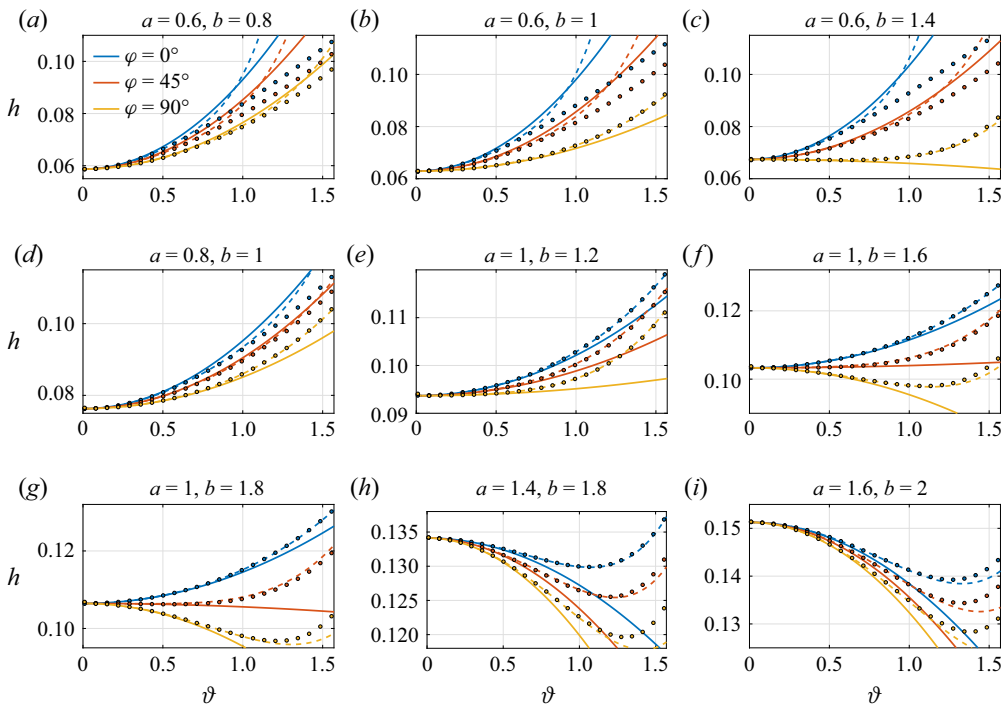 (a) a = 0.6, b = 0.8
(b) a = 0.6, b = 1
(c) a = 0.6, b = 1.4
h
0.10
0.08
0.06
φ = 0°
φ = 45°
φ = 90°
0 0.5 1.0 1.5
0.10
0.08
0.06
0 0.5 1.0 1.5
0.10
0.08
0.06
0 0.5 1.0 1.5
(d) a = 0.8, b = 1
(e) a = 1, b = 1.2
(f) a = 1, b = 1.6
h
0.10
0.08
0 0.5 1.0 1.5
0.11
0.10
0.09
0 0.5 1.0 1.5
0.12
0.10
0 0.5 1.0 1.5
(g) a = 1, b = 1.8
(h) a = 1.4, b = 1.8
(i) a = 1.6, b = 2
h
0.12
0.10
0 0.5 1.0 1.5
ϑ
0.135
0.130
0.125
0.120
0 0.5 1.0 1.5
ϑ
0.15
0.14
0.13
0 0.5 1.0 1.5
ϑ